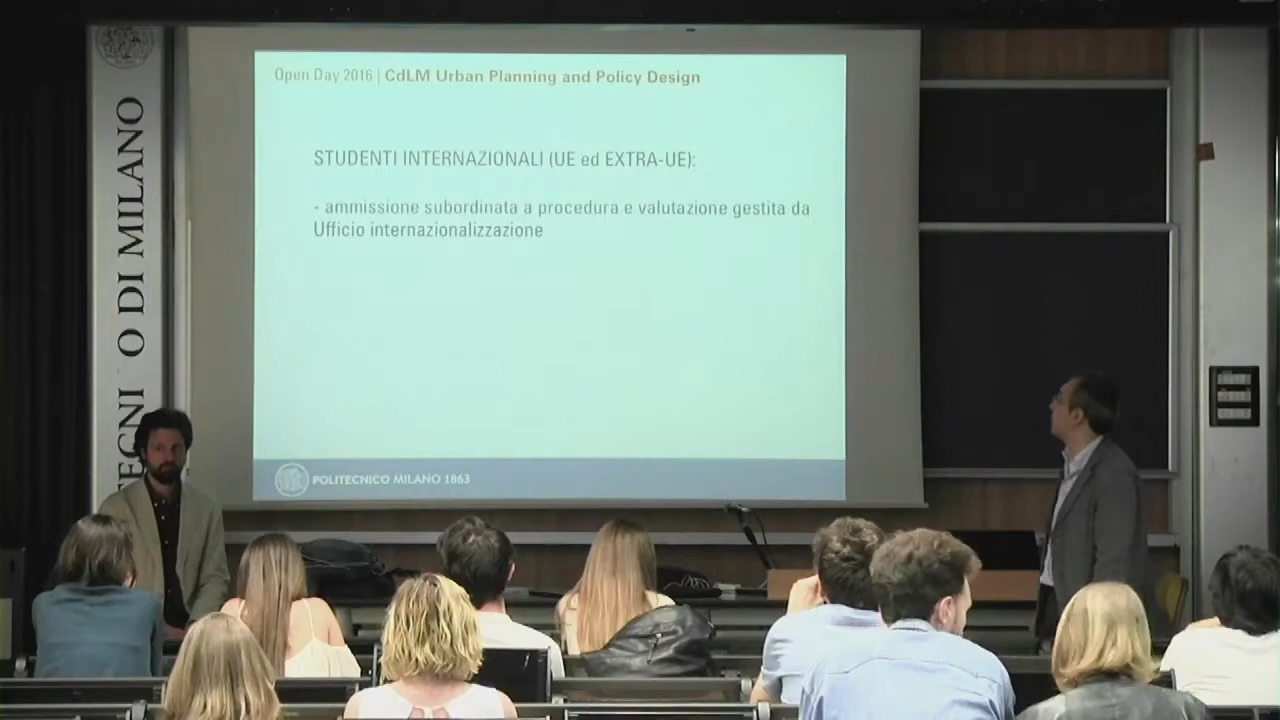 Open Day 2016 | CdLM Urban Planning and Policy Design
STUDENTI INTERNAZIONALI (UE ed EXTRA-UE):
- ammissione subordinata a procedura e valutazione gestita da
Ufficio internazionalizzazione
POLITECNICO MILANO 1863
TEGNI O DI MILANO